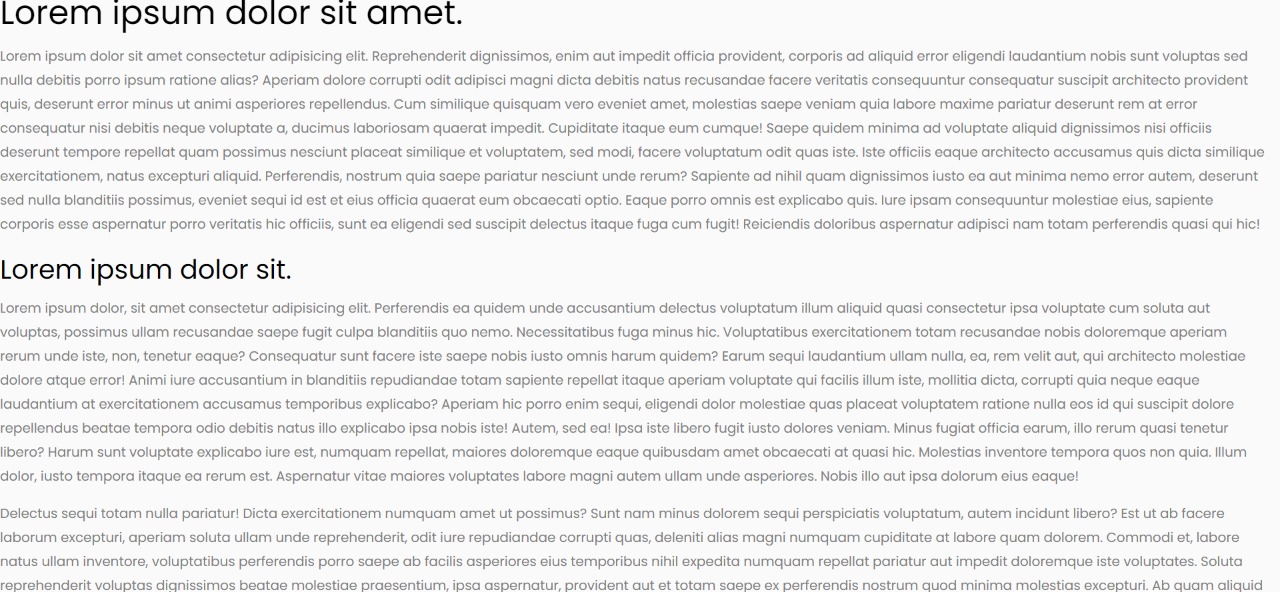 Lorem ipsum dolor sit amet.
Lorem ipsum dolor sit amet consectetur adipisicing elit. Reprehenderit dignissimos, enim aut impedit officia provident, corporis ad aliquid error eligendi laudantium nobis sunt voluptas sed
nulla debitis porro ipsum ratione alias? Aperiam dolore corrupti odit adipisci magni dicta debitis natus recusandae facere veritatis consequuntur consequatur suscipit architecto provident
quis, deserunt error minus ut animi asperiores repellendus. Cum similique quisquam vero eveniet amet, molestias saepe veniam quia labore maxime pariatur deserunt rem at error
consequatur nisi debitis neque voluptate a, ducimus laboriosam quaerat impedit. Cupiditate itaque eum cumque! Saepe quidem minima ad voluptate aliquid dignissimos nisi officiis
deserunt tempore repellat quam possimus nesciunt placeat similique et voluptatem, sed modi, facere voluptatum odit quas iste. Iste officiis eaque architecto accusamus quis dicta similique
exercitationem, natus excepturi aliquid. Perferendis, nostrum quia saepe pariatur nesciunt unde rerum? Sapiente ad nihil quam dignissimos iusto ea aut minima nemo error autem, deserunt
sed nulla blanditiis possimus, eveniet sequi id est et eius officia quaerat eum obcaecati optio. Eaque porro omnis est explicabo quis. Iure ipsam consequuntur molestiae eius, sapiente
corporis esse aspernatur porro veritatis hic officiis, sunt ea eligendi sed suscipit delectus itaque fuga cum fugit! Reiciendis doloribus aspernatur adipisci nam totam perferendis quasi qui hic!
Lorem ipsum dolor sit.
Lorem ipsum dolor, sit amet consectetur adipisicing elit. Perferendis ea quidem unde accusantium delectus voluptatum illum aliquid quasi consectetur ipsa voluptate cum soluta aut
voluptas, possimus ullam recusandae saepe fugit culpa blanditiis quo nemo. Necessitatibus fuga minus hic. Voluptatibus exercitationem totam recusandae nobis doloremque aperiam
rerum unde iste, non, tenetur eaque? Consequatur sunt facere iste saepe nobis iusto omnis harum quidem? Earum sequi laudantium ullam nulla, ea, rem velit aut, qui architecto molestiae
dolore atque error! Animi iure accusantium in blanditiis repudiandae totam sapiente repellat itaque aperiam voluptate qui facilis illum iste, mollitia dicta, corrupti quia neque eaque
laudantium at exercitationem accusamus temporibus explicabo? Aperiam hic porro enim sequi, eligendi dolor molestiae quas placeat voluptatem ratione nulla eos id qui suscipit dolore
repellendus beatae tempora odio debitis natus illo explicabo ipsa nobis iste! Autem, sed ea! Ipsa iste libero fugit iusto dolores veniam. Minus fugiat officia earum, illo rerum quasi tenetur
libero? Harum sunt voluptate explicabo iure est, numquam repellat, maiores doloremque eaque quibusdam amet obcaecati at quasi hic. Molestias inventore tempora quos non quia. Illum
dolor, iusto tempora itaque ea rerum est. Aspernatur vitae maiores voluptates labore magni autem ullam unde asperiores. Nobis illo aut ipsa dolorum eius eaque!
Delectus sequi totam nulla pariatur! Dicta exercitationem numquam amet ut possimus? Sunt nam minus dolorem sequi perspiciatis voluptatum, autem incidunt libero? Est ut ab facere
laborum excepturi, aperiam soluta ullam unde reprehenderit, odit iure repudiandae corrupti quas, deleniti alias magni numquam cupiditate at labore quam dolorem. Commodi et, labore
natus ullam inventore, voluptatibus perferendis porro saepe ab facilis asperiores eius temporibus nihil expedita numquam repellat pariatur aut impedit doloremque iste voluptates. Soluta
reprehenderit voluptas dignissimos beatae molestiae praesentium, ipsa aspernatur, provident aut et totam saepe ex perferendis nostrum quod minima molestias excepturi. Ab quam aliquid